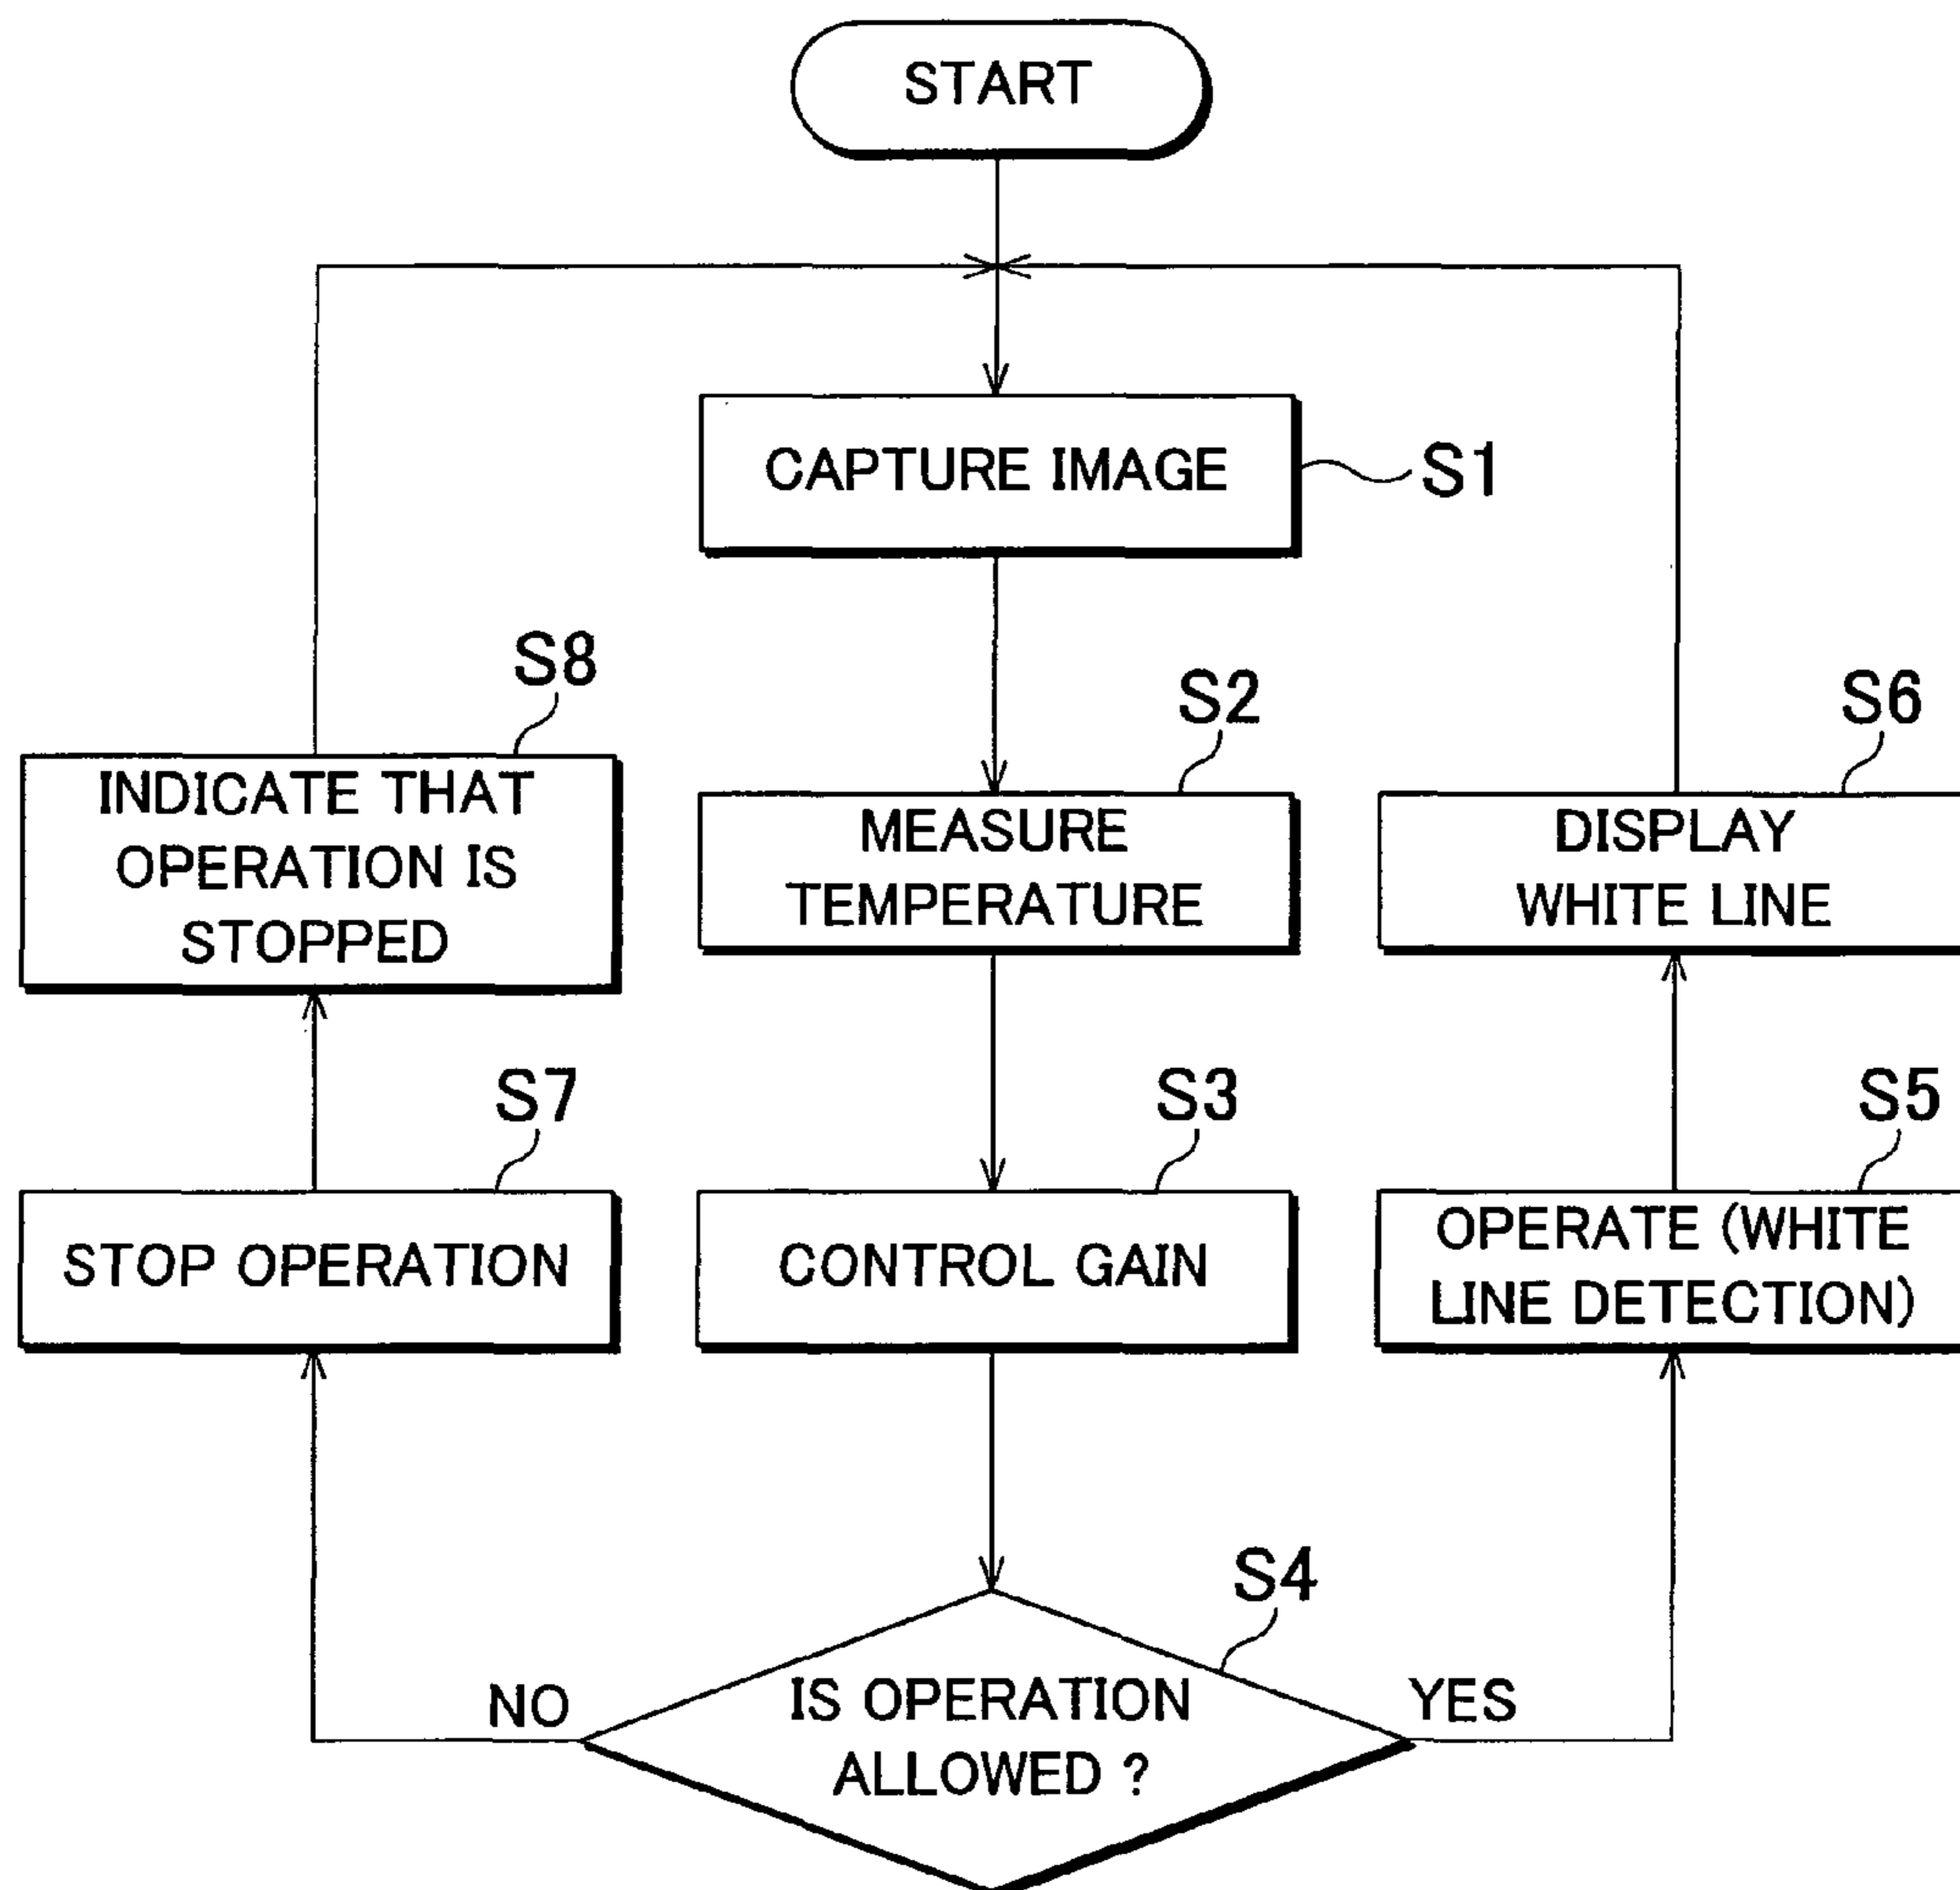 START
CAPTURE IMAGE
S1
S8
INDICATE THAT
OPERATION IS
STOPPED
S2
MEASURE
TEMPERATURE
S6
DISPLAY
WHITE LINE
S7
STOP OPERATION
S3
CONTROL GAIN
S5
OPERATE (WHITE
LINE DETECTION)
S4
NO
IS OPERATION
ALLOWED ?
YES